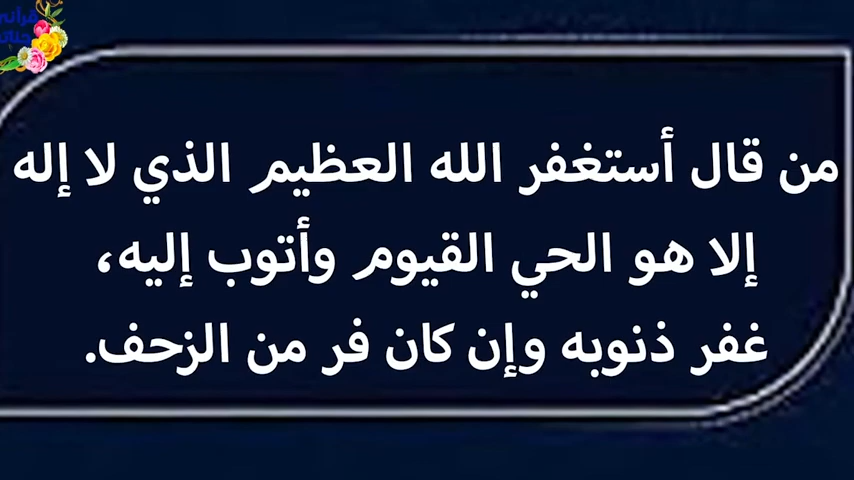 قرآني
من قال أستغفر الله العظيم الذي لا إله
إلا هو الحي القيوم وأتوب إليه،
غفر ذنوبه وإن كان فر من الزحف.